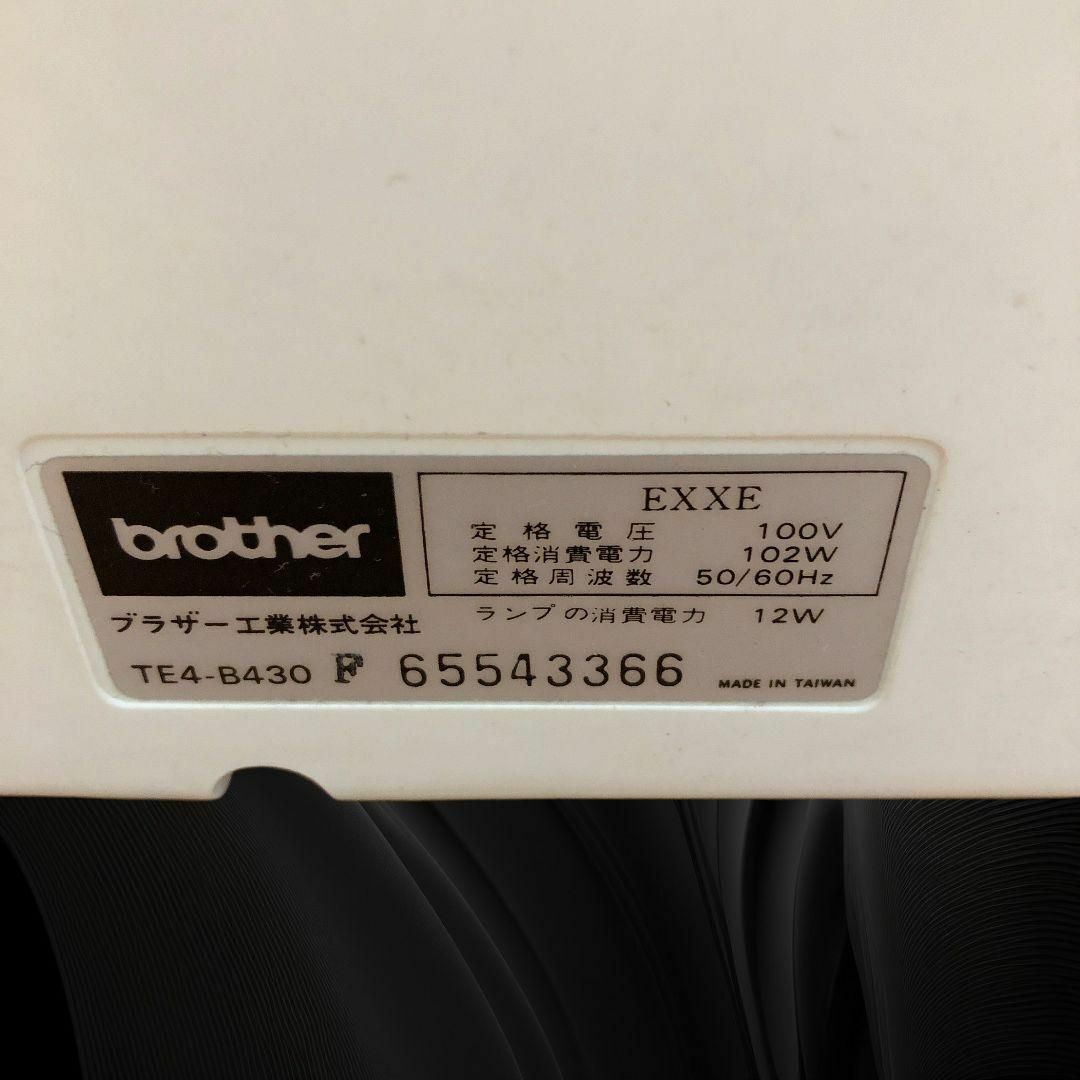 brother
EXXE
定格電圧 100V
定格消費電力 102W
定格周波数 50/60Hz
ランプの消費電力 12W
ブラザー工業株式会社
TE4-B430 F 65543366
MADE IN TAIWAN